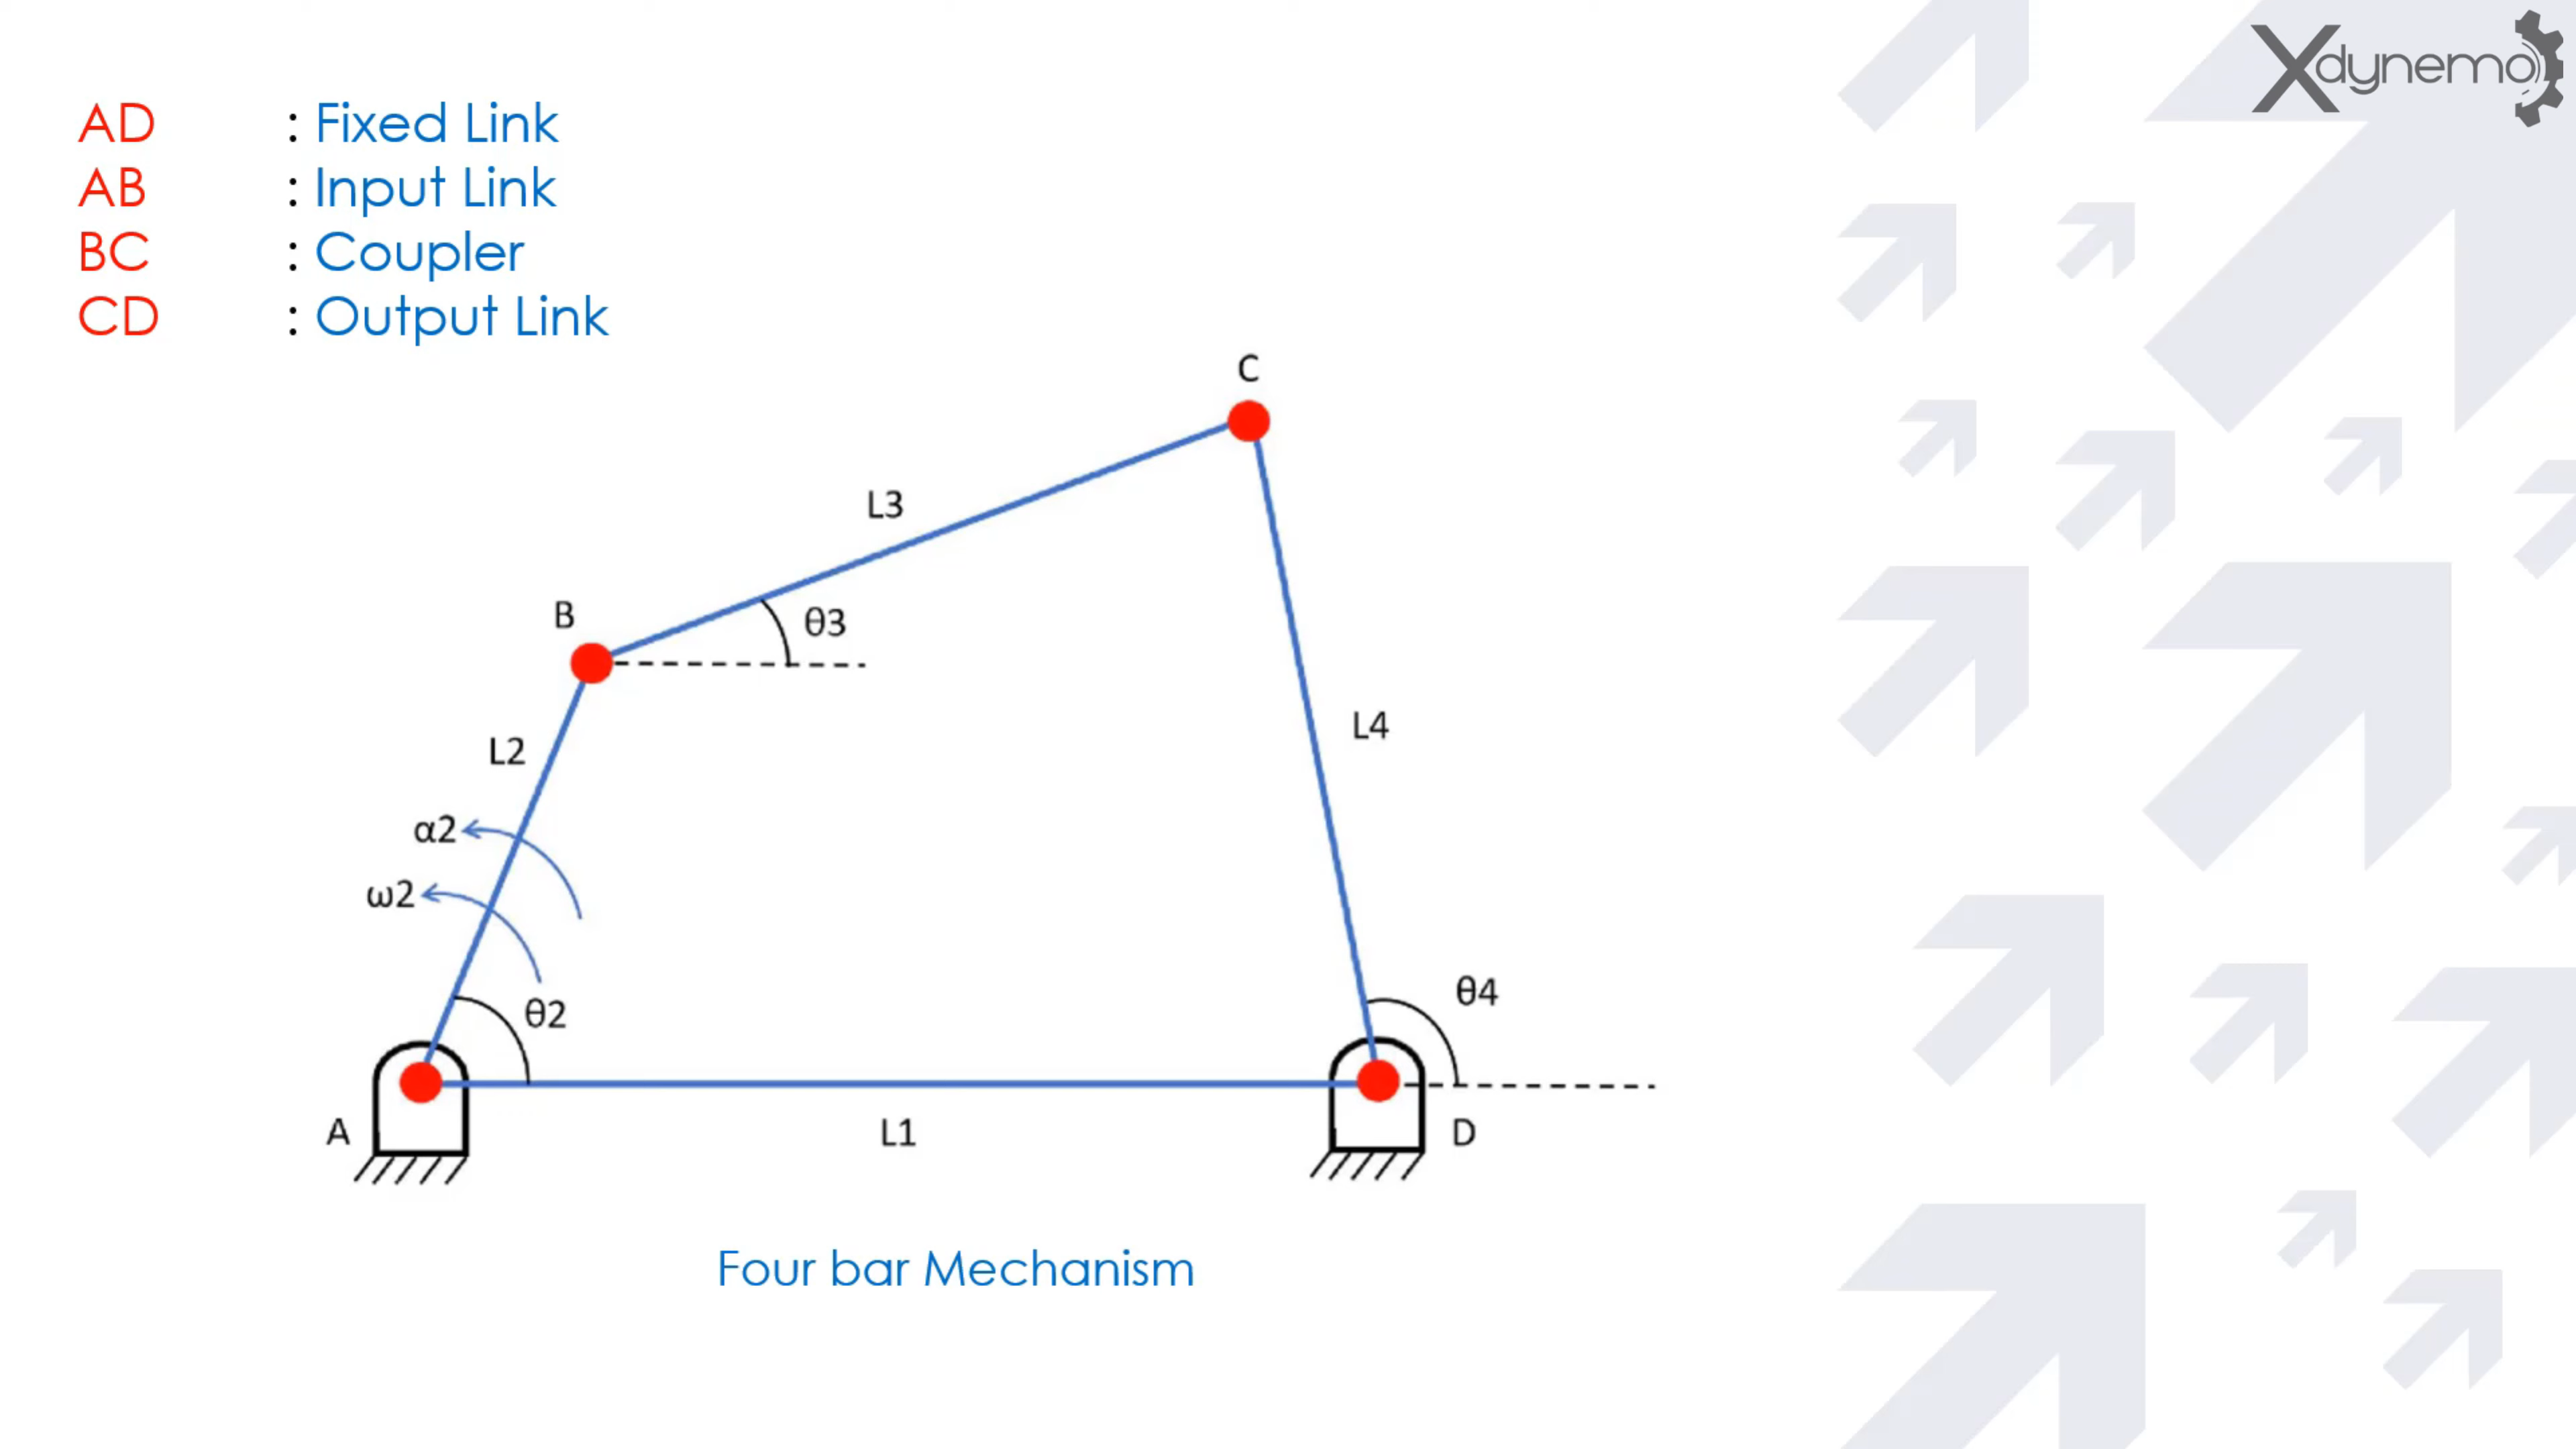 Xdynemo
AD : Fixed Link
AB : Input Link
BC : Coupler
CD : Output Link
C
L3
B
θ3
L2
L4
α2
ω2
θ2
θ4
A
L1
D
Four bar Mechanism